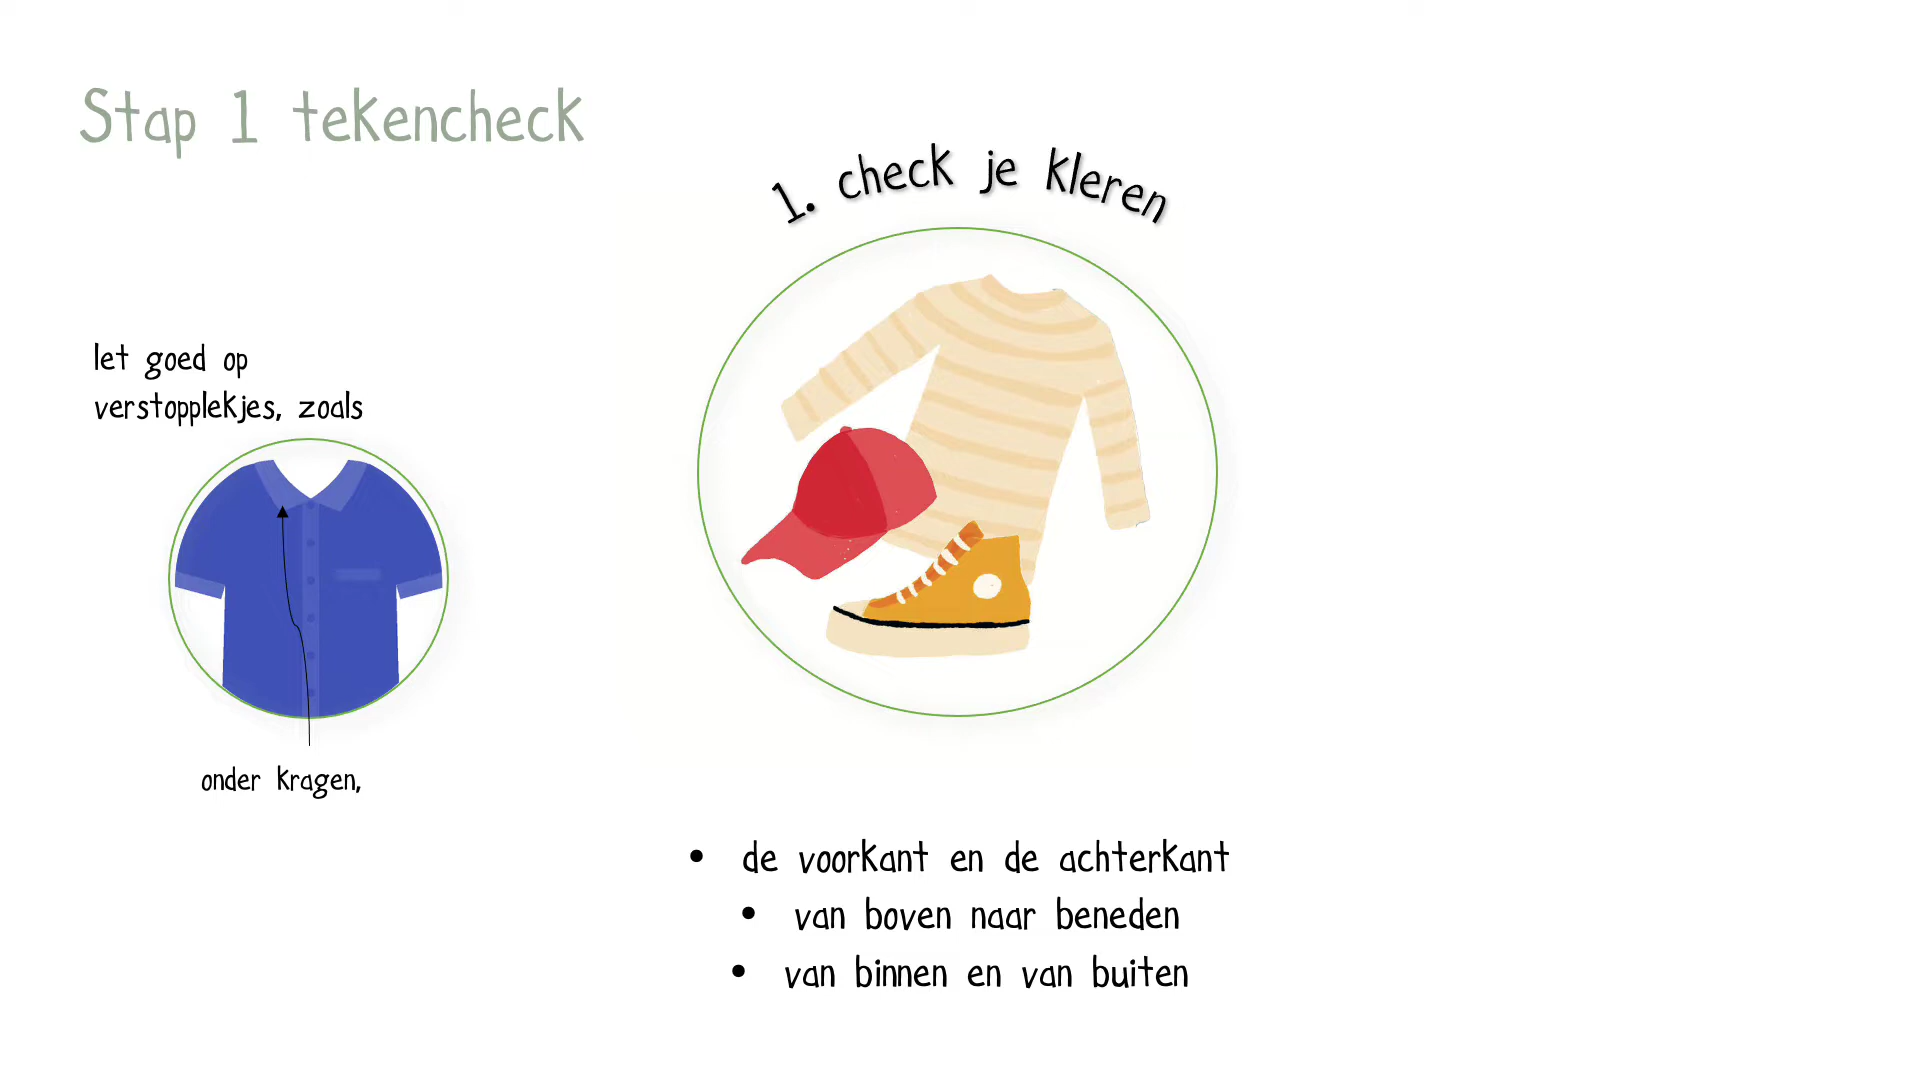 Stap 1 tekencheck
1. check je kleren
let goed op
verstopplekjes, zoals
onder kragen,
• de voorkant en de achterkant
• van boven naar beneden
• van binnen en van buiten